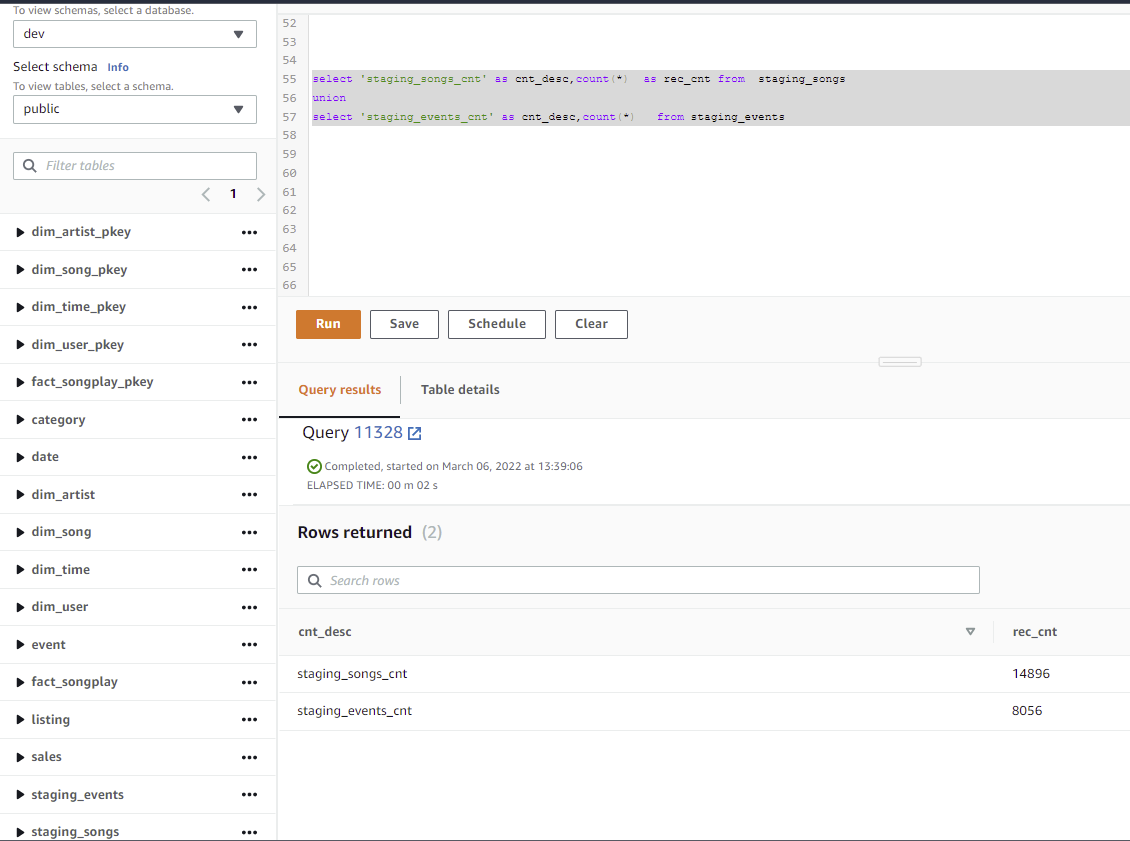 To view schemas, select a database.
dev
Select schema Info
To view tables, select a schema.
public
Filter tables
1
dim_artist_pkey
dim_song_pkey
dim_time_pkey
dim_user_pkey
fact_songplay_pkey
category
date
dim_artist
dim_song
dim_time
dim_user
event
fact_songplay
listing
sales
staging_events
staging_songs
52
53
54
55 select 'staging_songs_cnt' as cnt_desc,count(*)  as rec_cnt from  staging_songs
56 union
57 select 'staging_events_cnt' as cnt_desc,count(*)   from staging_events
58
59
60
61
62
63
64
65
66
Run Save Schedule Clear
Query results Table details
Query 11328
Completed, started on March 06, 2022 at 13:39:06
ELAPSED TIME: 00 m 02 s
Rows returned (2)
Search rows
cnt_desc rec_cnt
staging_songs_cnt 14896
staging_events_cnt 8056